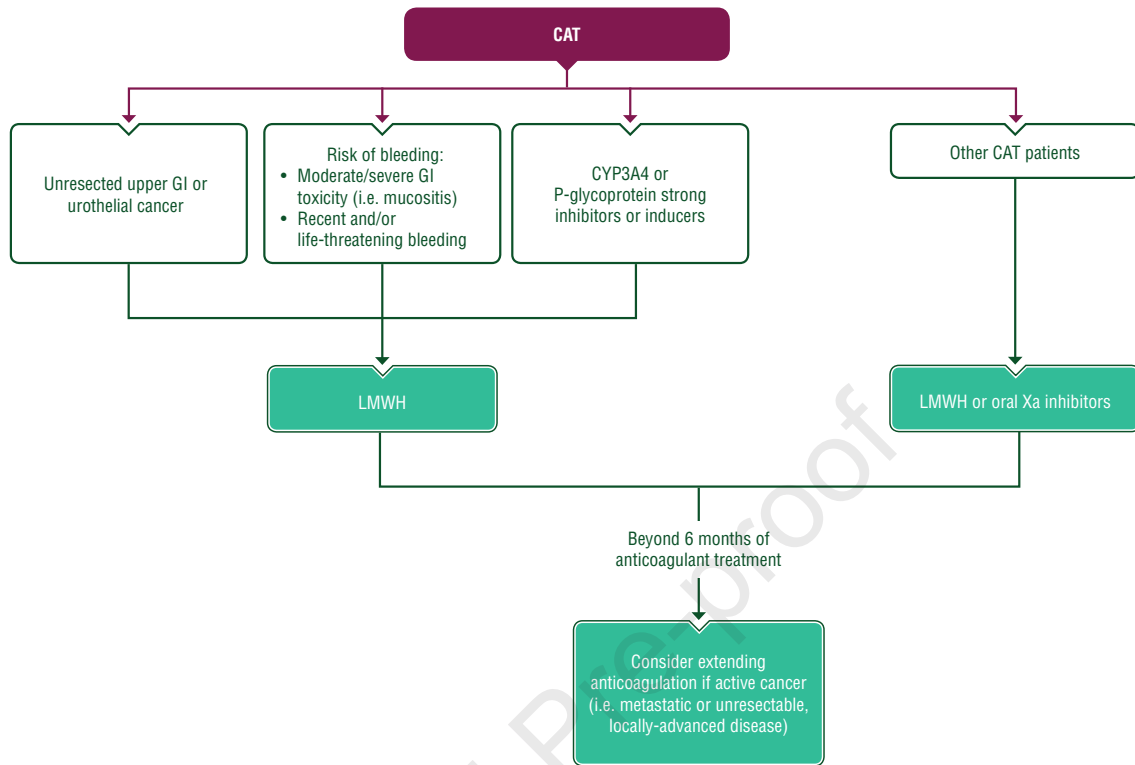 CAT
Unresected upper GI or
urothelial cancer
Risk of bleeding:
• Moderate/severe GI
toxicity (i.e. mucositis)
• Recent and/or
life-threatening bleeding
CYP3A4 or
P-glycoprotein strong
inhibitors or inducers
Other CAT patients
LMWH
LMWH or oral Xa inhibitors
Beyond 6 months of
anticoagulant treatment
Consider extending
anticoagulation if active cancer
(i.e. metastatic or unresectable,
locally-advanced disease)
Pre-proof